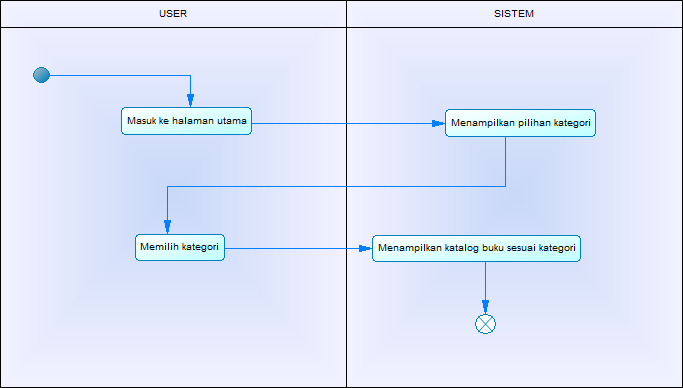 USER
SISTEM
Masuk ke halaman utama
Menampilkan pilihan kategori
Memilih kategori
Menampilkan katalog buku sesuai kategori